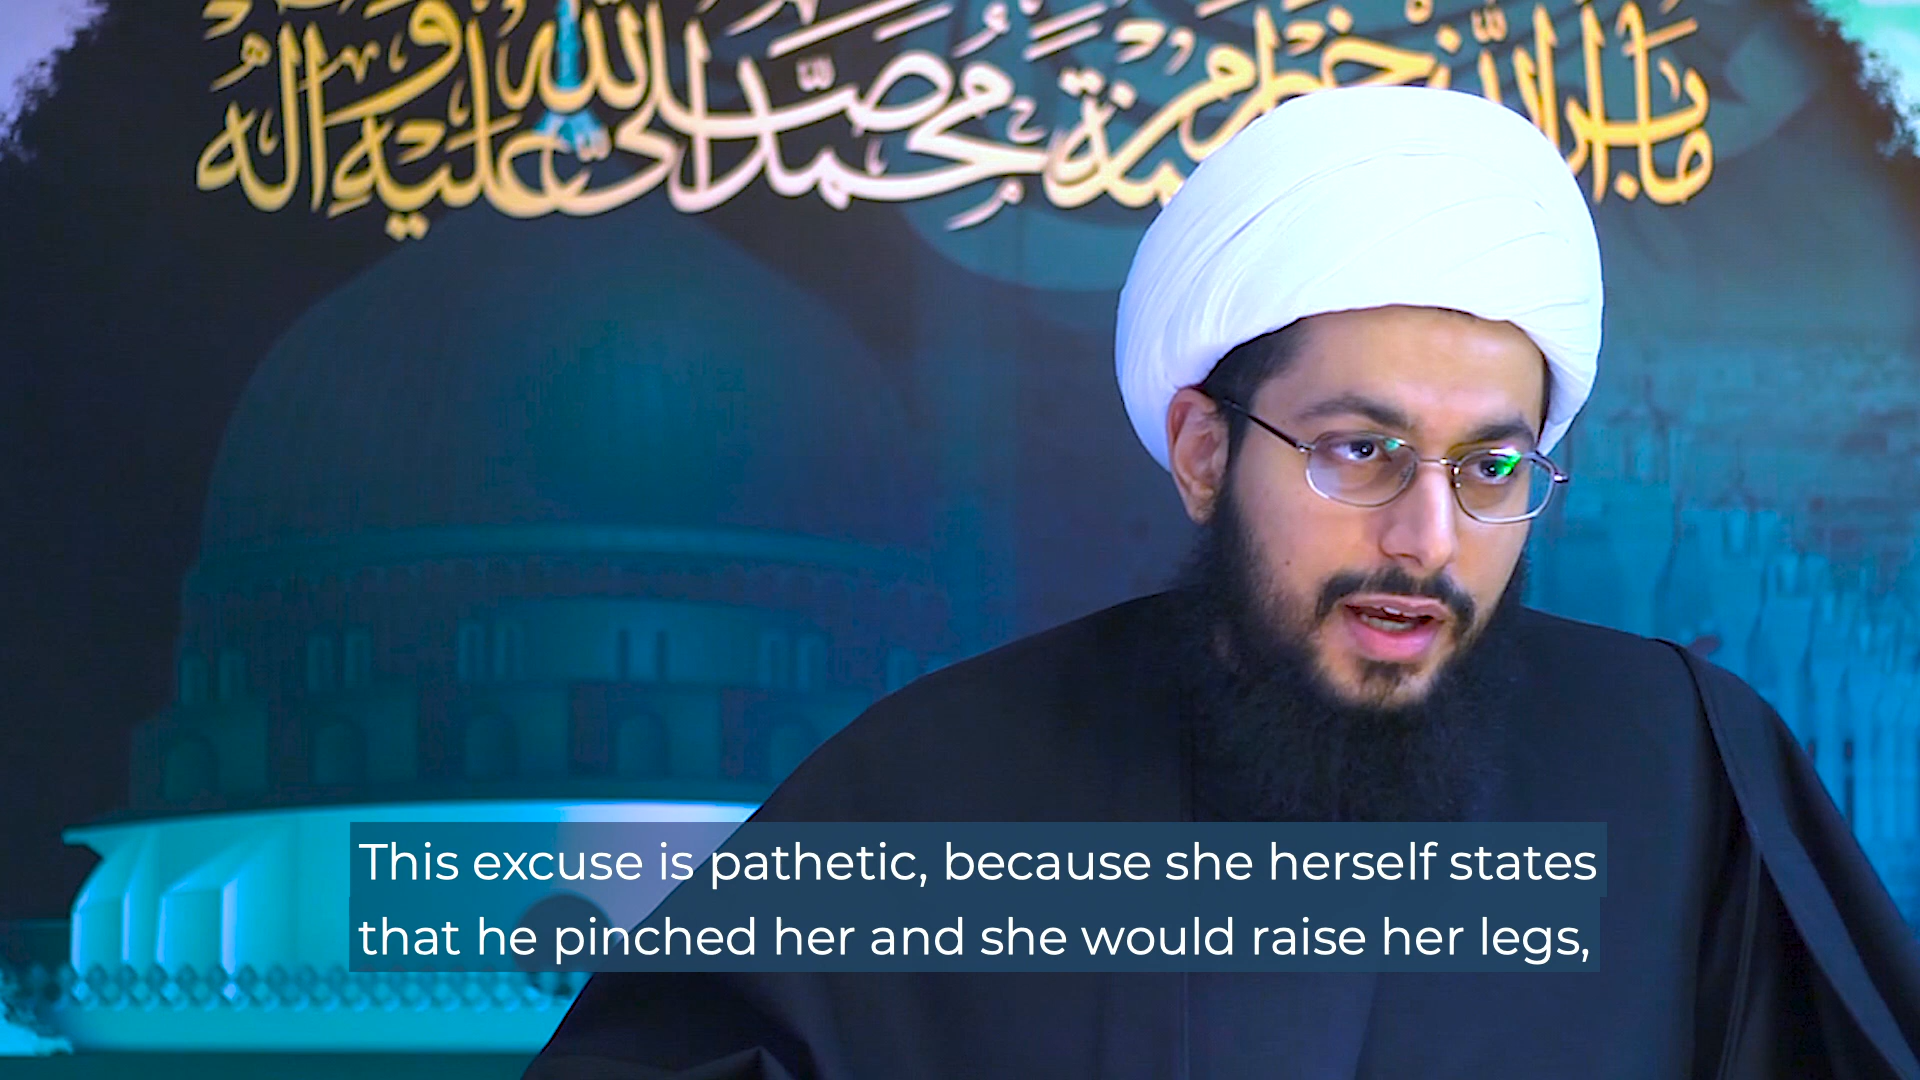 محمد صلى الله عليه وآله
This excuse is pathetic, because she herself states
that he pinched her and she would raise her legs,